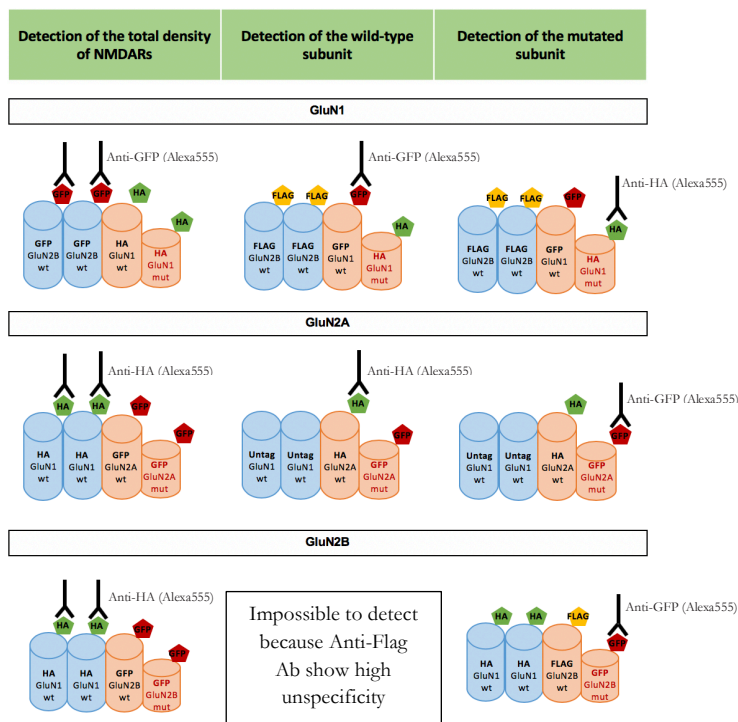 Detection of the total density
of NMDARs
Detection of the wild-type
subunit
Detection of the mutated
subunit
GluN1
Anti-GFP (Alexa555)
GFP
GFP
HA
HA
GFP
GluN2B
wt
GFP
GluN2B
wt
HA
GluN1
wt
HA
GluN1
mut
Anti-GFP (Alexa555)
FLAG
FLAG
GFP
HA
FLAG
GluN2B
wt
FLAG
GluN2B
wt
GFP
GluN1
wt
HA
GluN1
mut
Anti-HA (Alexa555)
FLAG
FLAG
GFP
HA
FLAG
GluN2B
wt
FLAG
GluN2B
wt
GFP
GluN1
wt
HA
GluN1
mut
GluN2A
Anti-HA (Alexa555)
HA
HA
GFP
GFP
HA
GluN1
wt
HA
GluN1
wt
GFP
GluN2A
wt
GFP
GluN2A
mut
Anti-HA (Alexa555)
HA
GFP
Untag
GluN1
wt
Untag
GluN1
wt
HA
GluN2A
wt
GFP
GluN2A
mut
Anti-GFP (Alexa555)
HA
GFP
Untag
GluN1
wt
Untag
GluN1
wt
HA
GluN2A
wt
GFP
GluN2A
mut
GluN2B
Anti-HA (Alexa555)
HA
HA
GFP
GFP
HA
GluN1
wt
HA
GluN1
wt
GFP
GluN2B
wt
GFP
GluN2B
mut
Impossible to detect
because Anti-Flag
Ab show high
unspecificity
Anti-GFP (Alexa555)
HA
HA
FLAG
GFP
HA
GluN1
wt
HA
GluN1
wt
FLAG
GluN2B
wt
GFP
GluN2B
mut